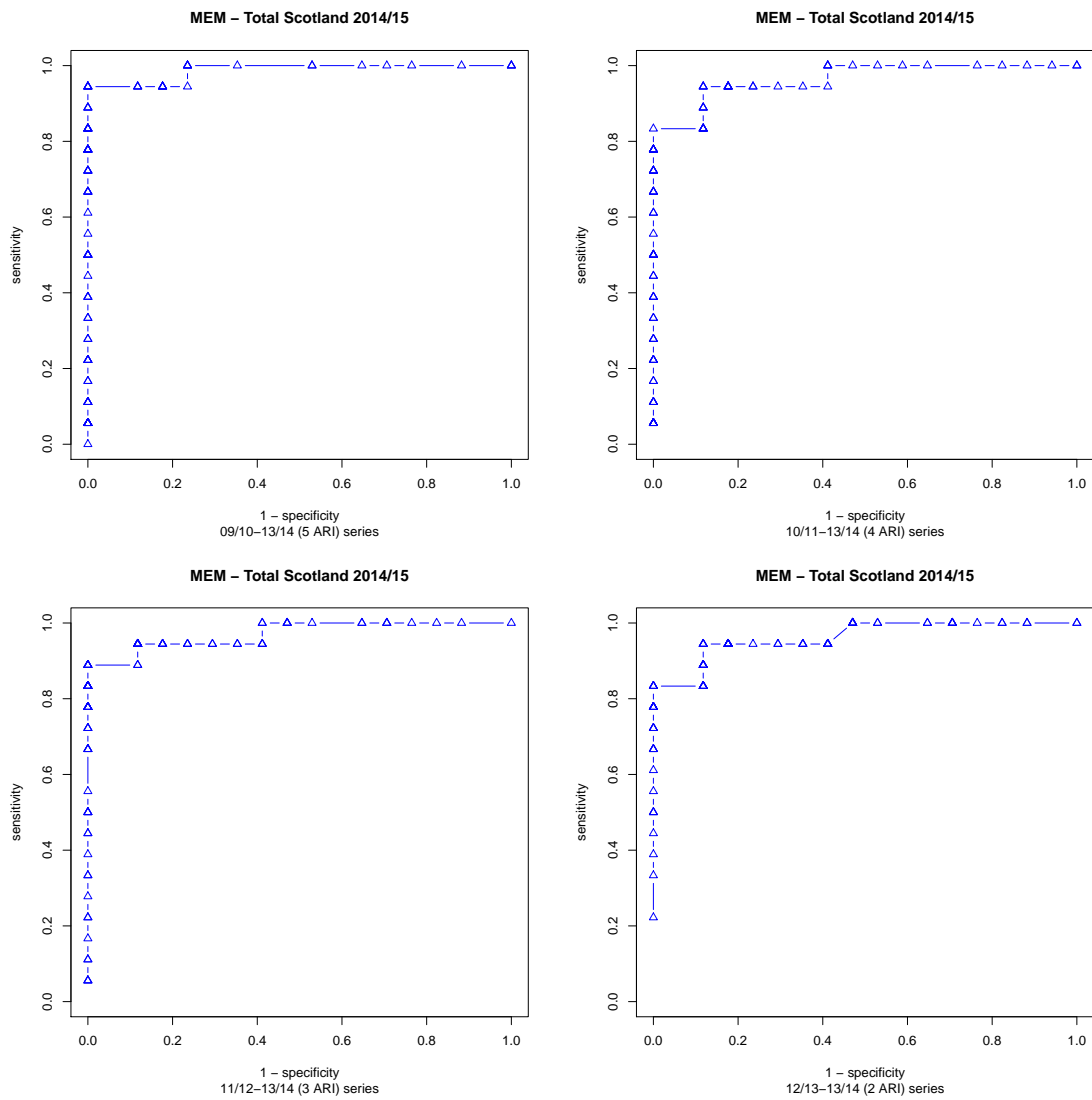 MEM – Total Scotland 2014/15
sensitivity
1.0
0.8
0.6
0.4
0.2
0.0
0.0 0.2 0.4 0.6 0.8 1.0
1 – specificity
09/10–13/14 (5 ARI) series
MEM – Total Scotland 2014/15
sensitivity
1.0
0.8
0.6
0.4
0.2
0.0
0.0 0.2 0.4 0.6 0.8 1.0
1 – specificity
10/11–13/14 (4 ARI) series
MEM – Total Scotland 2014/15
sensitivity
1.0
0.8
0.6
0.4
0.2
0.0
0.0 0.2 0.4 0.6 0.8 1.0
1 – specificity
11/12–13/14 (3 ARI) series
MEM – Total Scotland 2014/15
sensitivity
1.0
0.8
0.6
0.4
0.2
0.0
0.0 0.2 0.4 0.6 0.8 1.0
1 – specificity
12/13–13/14 (2 ARI) series